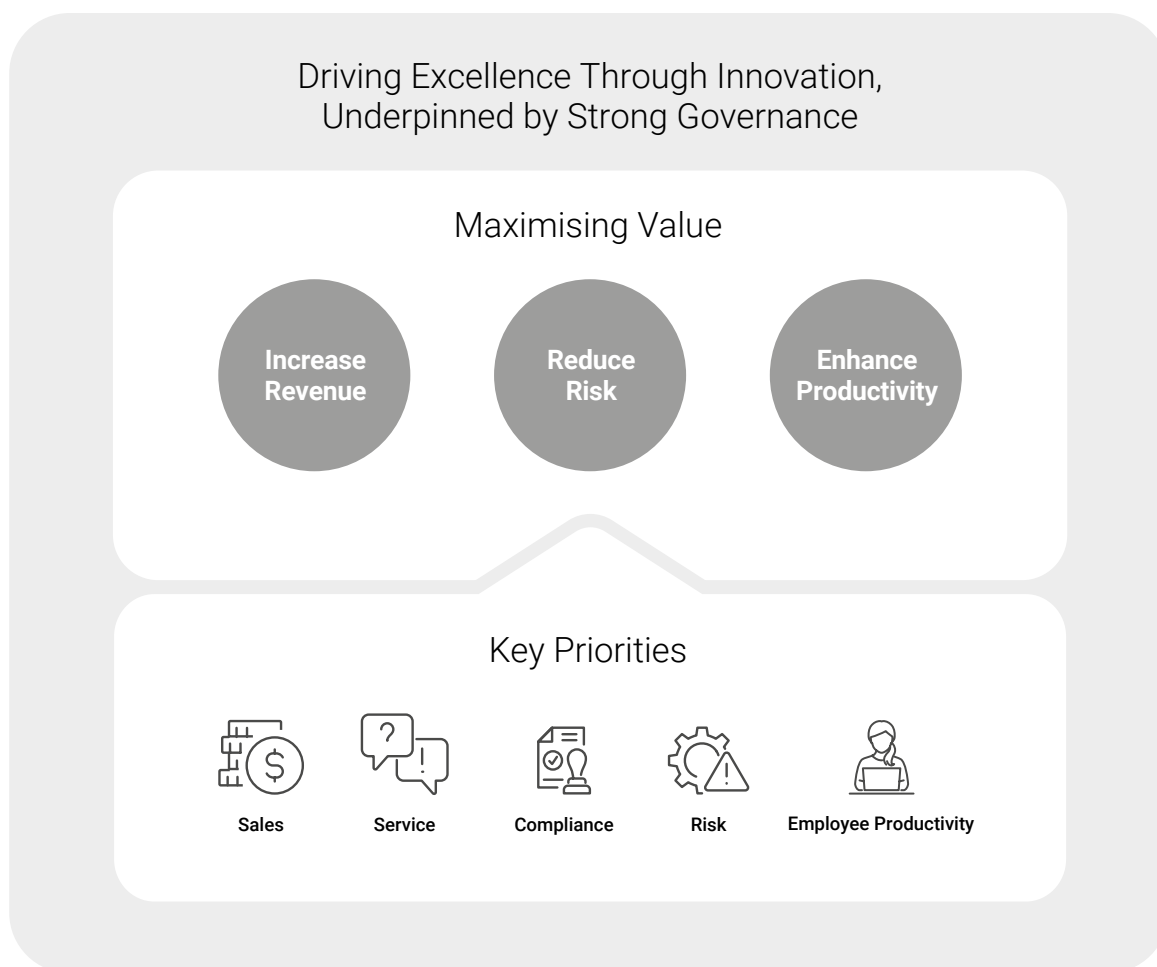 Driving Excellence Through Innovation,
Underpinned by Strong Governance
Maximising Value
Increase
Revenue
Reduce
Risk
Enhance
Productivity
Key Priorities
$
?
!
!
Sales
Service
Compliance
Risk
Employee Productivity